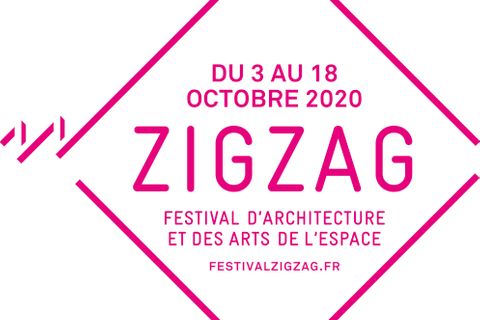 DU 3 AU 18
OCTOBRE 2020
ZIGZAG
FESTIVAL D'ARCHITECTURE
ET DES ARTS DE L'ESPACE
FESTIVALZIGZAG.FR